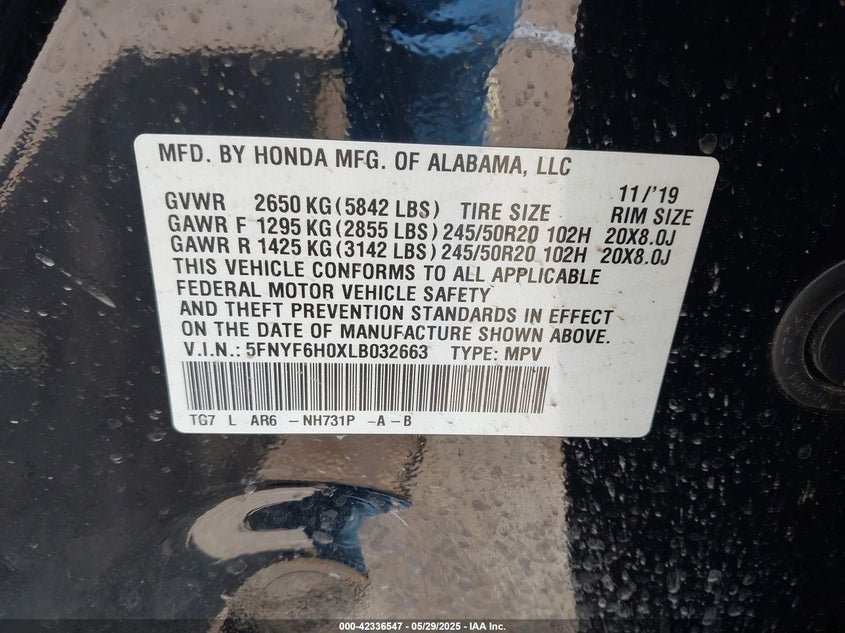 MFD. BY HONDA MFG. OF ALABAMA, LLC
11/'19
GVWR 2650 KG (5842 LBS) TIRE SIZE RIM SIZE
GAWR F 1295 KG (2855 LBS) 245/50R20 102H 20X8.0J
GAWR R 1425 KG (3142 LBS) 245/50R20 102H 20X8.0J
THIS VEHICLE CONFORMS TO ALL APPLICABLE
FEDERAL MOTOR VEHICLE SAFETY
AND THEFT PREVENTION STANDARDS IN EFFECT
ON THE DATE OF MANUFACTURE SHOWN ABOVE.
V.I.N.: 5FNYF6H0XLB032663 TYPE: MPV
TG7 L AR6 -NH731P -A-B
000-42336547 - 05/29/2025 - IAA Inc.